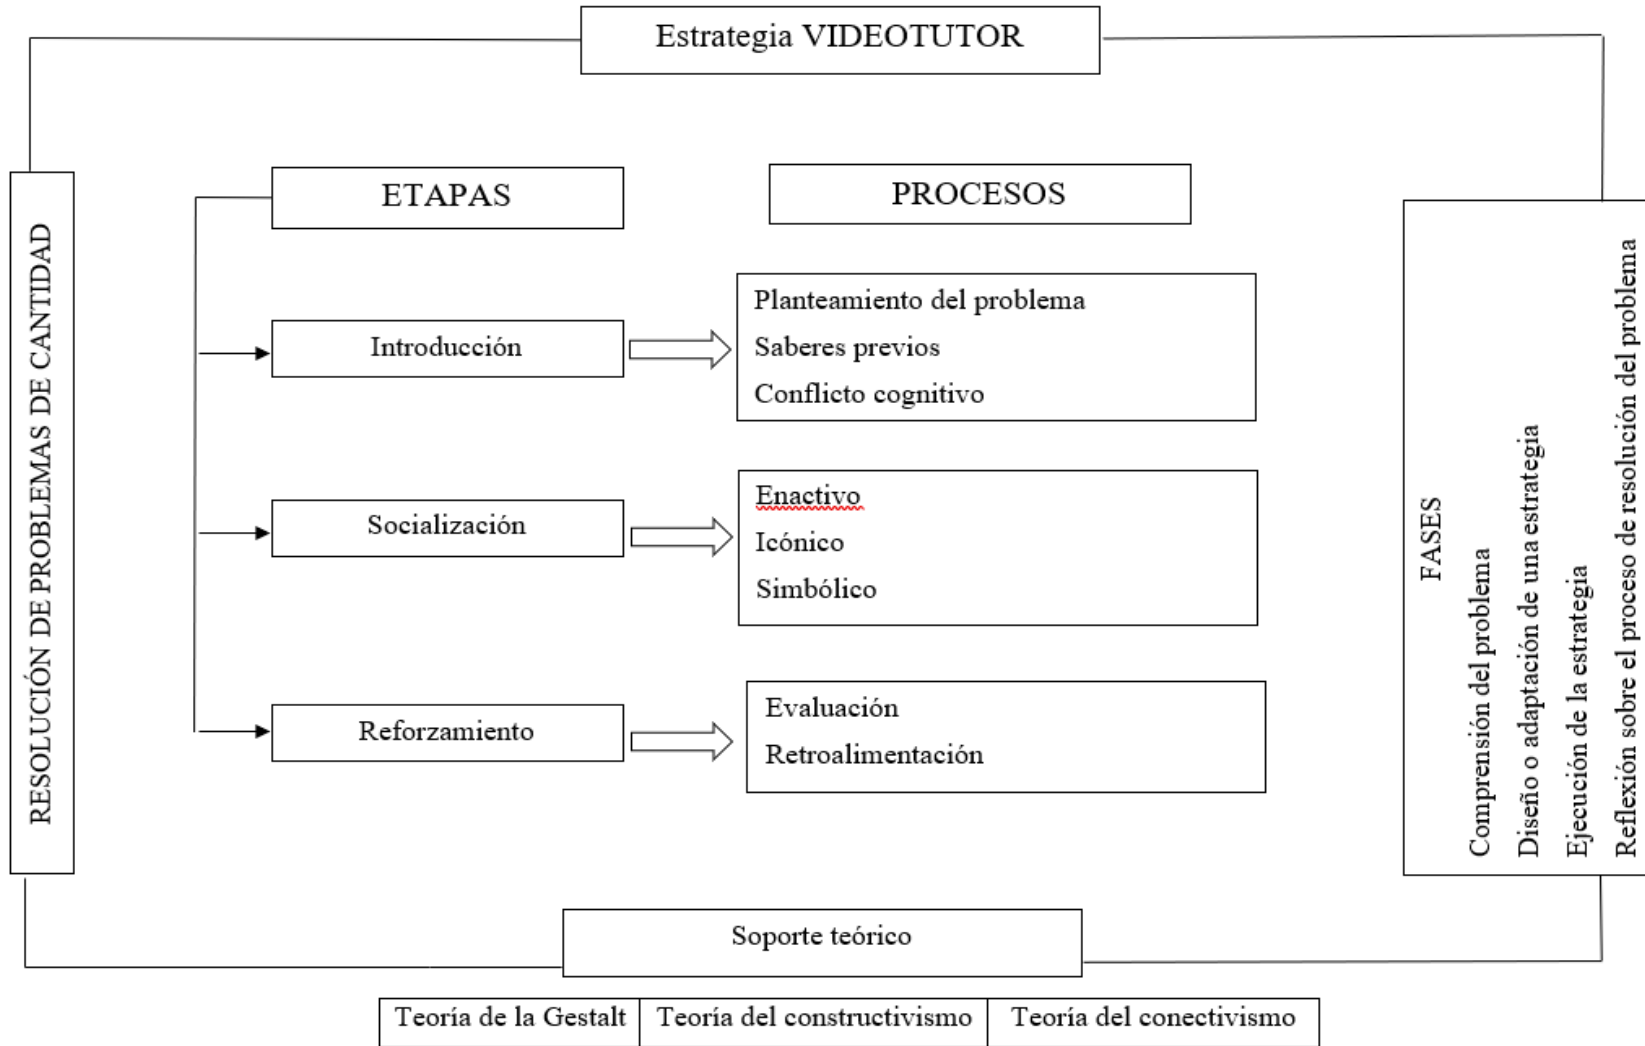 Estrategia VIDEOTUTOR
RESOLUCIÓN DE PROBLEMAS DE CANTIDAD
ETAPAS
PROCESOS
Introducción
Planteamiento del problema
Saberes previos
Conflicto cognitivo
Socialización
Enactivo
Icónico
Simbólico
Reforzamiento
Evaluación
Retroalimentación
FASES
Comprensión del problema
Diseño o adaptación de una estrategia
Ejecución de la estrategia
Reflexión sobre el proceso de resolución del problema
Soporte teórico
Teoría de la Gestalt
Teoría del constructivismo
Teoría del conectivismo